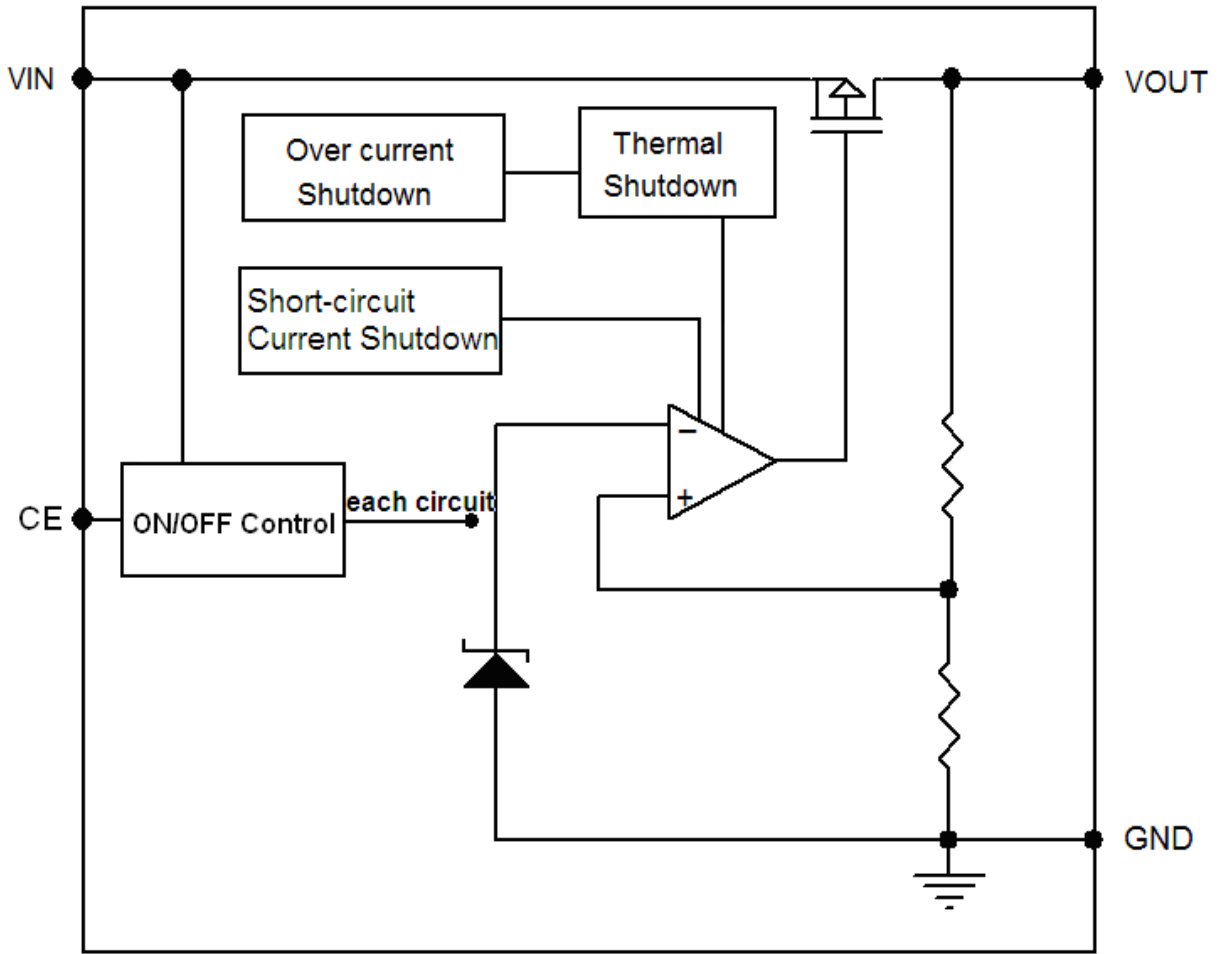 VIN
VOUT
Over current
Shutdown
Thermal
Shutdown
Short-circuit
Current Shutdown
−
+
each circuit
CE
ON/OFF Control
GND